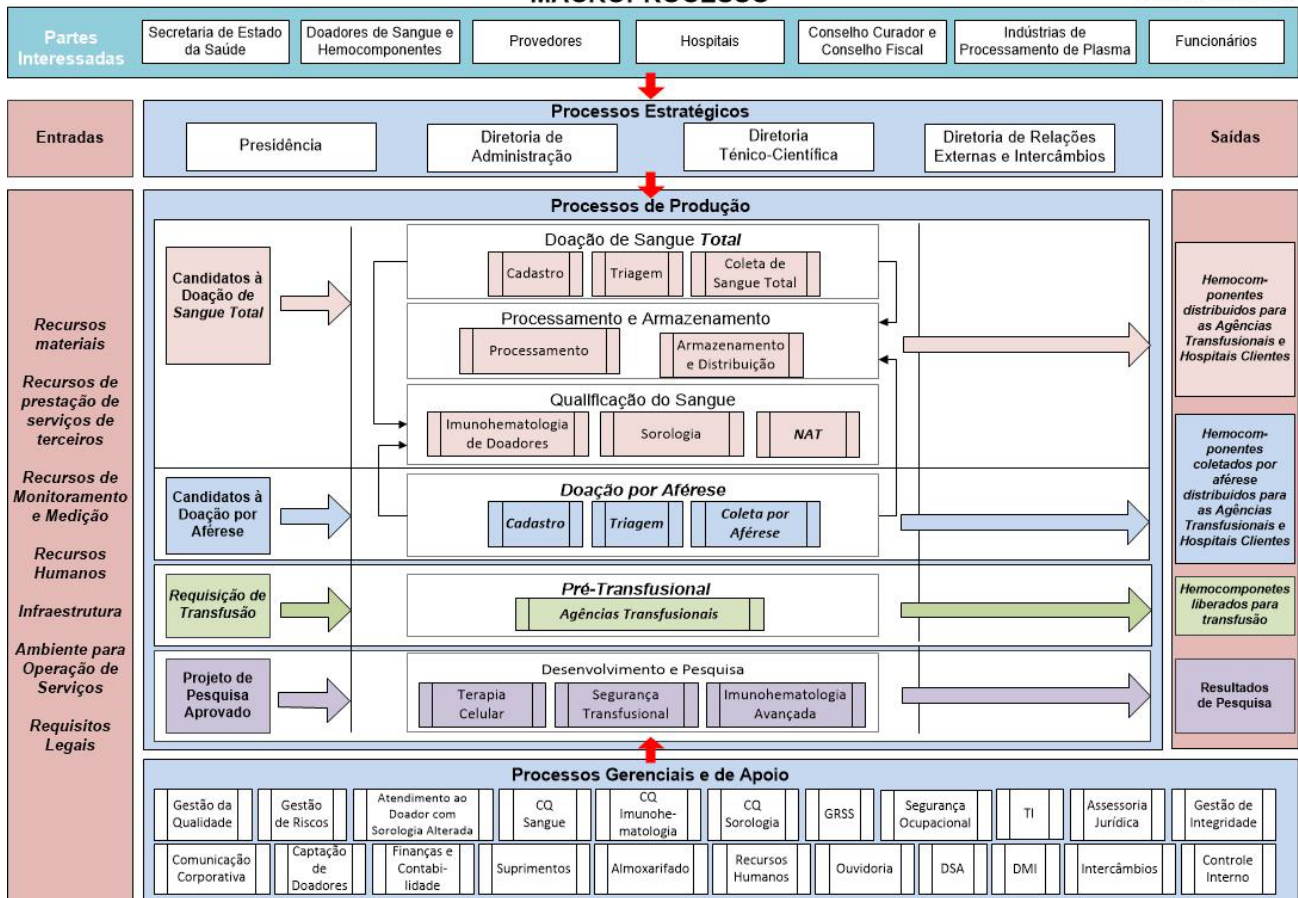 MACROPROCESSO
Partes
Interessadas
Secretaria de Estado
da Saúde
Doadores de Sangue e
Hemocomponentes
Provedores
Hospitais
Conselho Curador e
Conselho Fiscal
Indústrias de
Processamento de Plasma
Funcionários
Entradas
Processos Estratégicos
Presidência
Diretoria de
Administração
Diretoria
Ténico-Científica
Diretoria de Relações
Externas e Intercâmbios
Saídas
Recursos
materiais
Recursos de
prestação de
serviços de
terceiros
Recursos de
Monitoramento
e Medição
Recursos
Humanos
Infraestrutura
Ambiente para
Operação de
Serviços
Requisitos
Legais
Processos de Produção
Candidatos à
Doação de
Sangue Total
Doação de Sangue Total
Cadastro
Triagem
Coleta de
Sangue Total
Processamento e Armazenamento
Processamento
Armazenamento
e Distribuição
Qualificação do Sangue
Imunohematologia
de Doadores
Sorologia
NAT
Hemocom-
ponentes
distribuidos para
as Agências
Transfusionais e
Hospitais Clientes
Candidatos à
Doação por
Aférese
Doação por Aférese
Cadastro
Triagem
Coleta por
Aférese
Hemocom-
ponentes
coletados por
aférese
distribuidos para
as Agências
Transfusionais e
Hospitais Clientes
Requisição de
Transfusão
Pré-Transfusional
Agências Transfusionais
Hemocomponetes
liberados para
transfusão
Projeto de
Pesquisa
Aprovado
Desenvolvimento e Pesquisa
Terapia
Celular
Segurança
Transfusional
Imunohematologia
Avançada
Resultados
de Pesquisa
Processos Gerenciais e de Apoio
Gestão da
Qualidade
Gestão
de Riscos
Atendimento ao
Doador com
Sorologia Alterada
CQ
Sangue
CQ
Imunohe-
matologia
CQ
Sorologia
GRSS
Segurança
Ocupacional
TI
Assessoria
Jurídica
Gestão de
Integridade
Comunicação
Corporativa
Captação
de
Doadores
Finanças e
Contabi-
lidade
Suprimentos
Almoxarifado
Recursos
Humanos
Ouvidoria
DSA
DMI
Intercâmbios
Controle
Interno